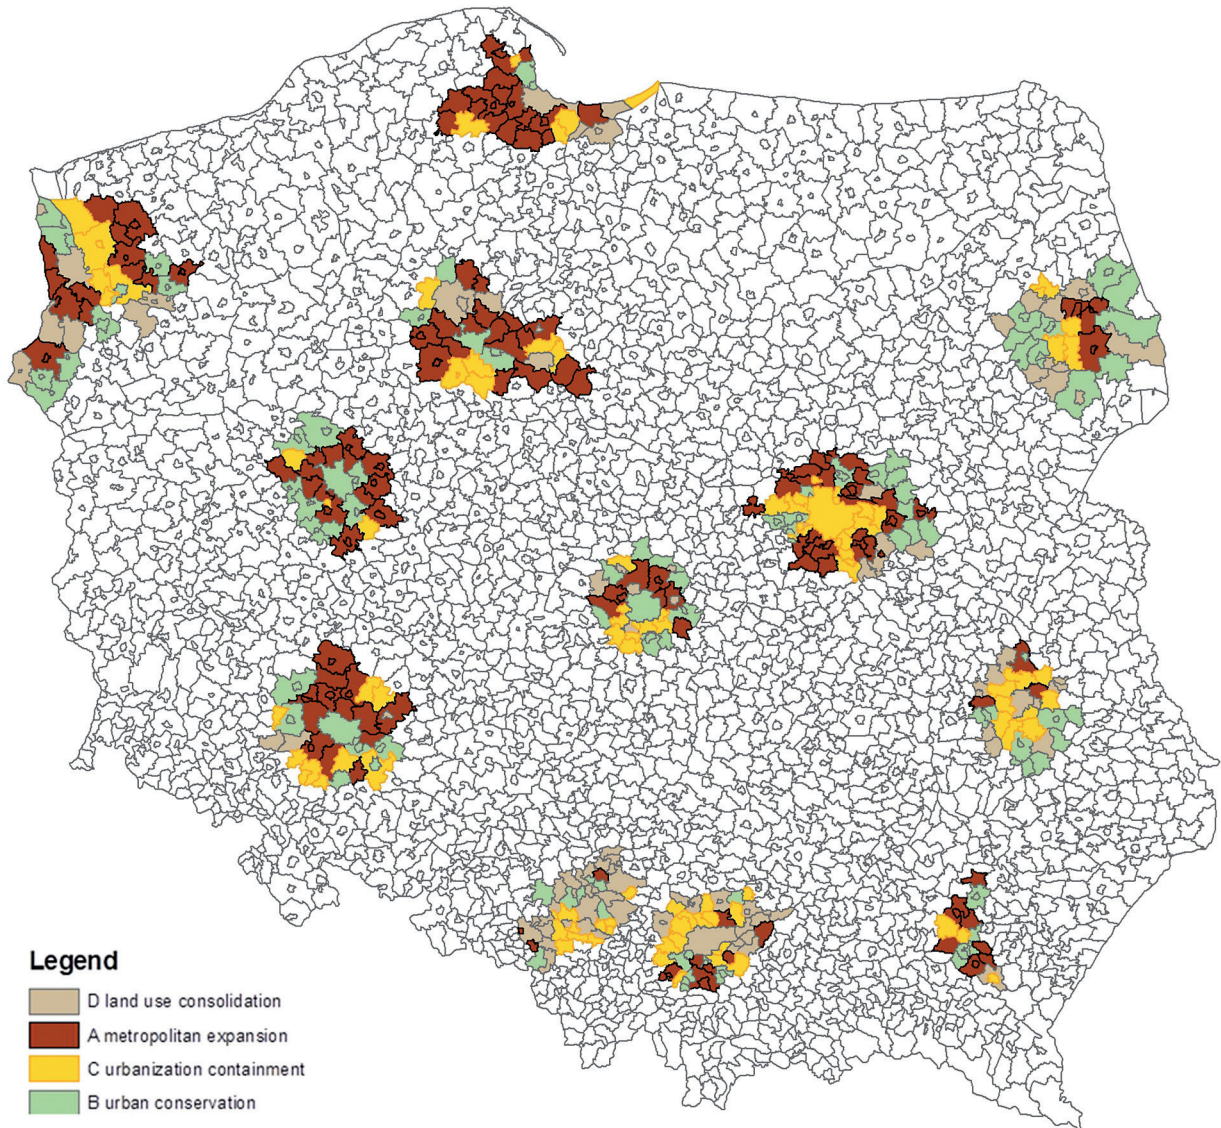 Legend
D land use consolidation
A metropolitan expansion
C urbanization containment
B urban conservation